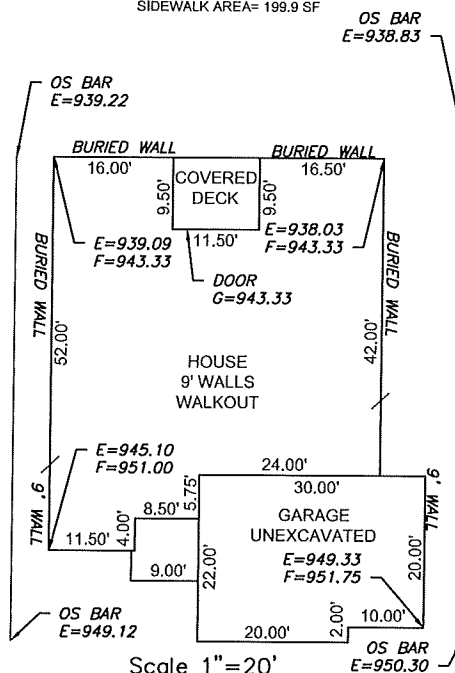 SIDEWALK AREA= 199.9 SF
OS BAR
E=938.83
OS BAR
E=939.22
BURIED WALL
BURIED WALL
16.00'
16.50'
COVERED
DECK
9.50'
9.50'
11.50'
E=939.09
F=943.33
E=938.03
F=943.33
DOOR
G=943.33
BURIED WALL
BURIED WALL
52.00'
42.00'
HOUSE
9' WALLS
WALKOUT
E=945.10
F=951.00
24.00'
30.00'
9' WALL
9' WALL
5.75'
8.50'
4.00'
11.50'
9.00'
22.00'
GARAGE
UNEXCAVATED
E=949.33
F=951.75
20.00'
10.00'
2.00'
20.00'
OS BAR
E=949.12
OS BAR
E=950.30
Scale 1"=20'